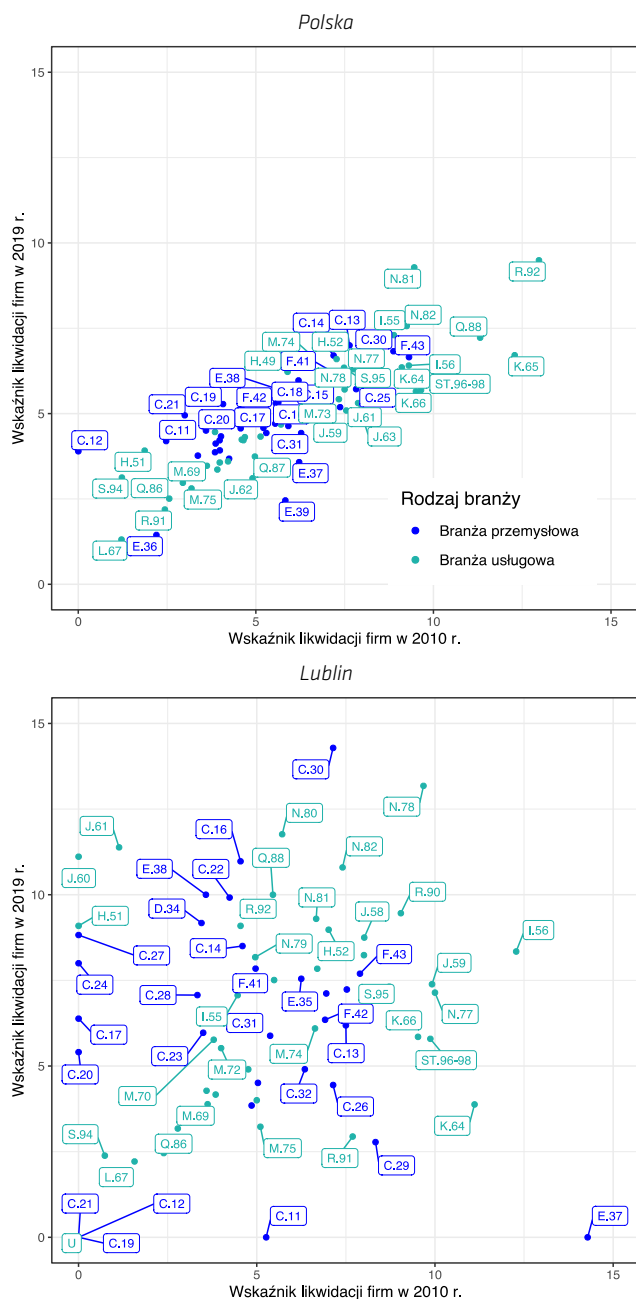 Polska
Wskaźnik likwidacji firm w 2019 r.
15
10
5
0
N.81
R.92
C.14
C.13
I.55
N.82
Q.88
M.74
H.52
C.30
F.43
H.49
F.41
N.77
I.56
K.65
E.38
N.78
S.95
K.64
ST.96-98
C.19
F.42
C.18
C.15
C.25
K.66
C.21
C.20
C.17
C.1
M.73
J.61
C.12
C.11
C.31
J.59
J.63
H.51
M.69
Q.87
E.37
S.94
Q.86
M.75
J.62
R.91
E.39
L.67
E.36
Rodzaj branży
Branża przemysłowa
Branża usługowa
0
5
10
15
Wskaźnik likwidacji firm w 2010 r.
Lublin
Wskaźnik likwidacji firm w 2019 r.
15
10
5
0
C.30
N.78
J.61
C.16
N.80
N.82
J.60
E.38
C.22
Q.88
H.51
D.34
R.92
N.81
J.58
R.90
I.56
C.27
C.14
N.79
H.52
F.43
C.24
C.28
F.41
E.35
S.95
J.59
C.17
I.55
C.31
F.42
K.66
N.77
C.20
C.23
M.74
C.13
ST.96-98
M.70
M.72
C.32
C.26
S.94
M.69
K.64
L.67
Q.86
M.75
R.91
C.29
C.21
C.12
C.11
E.37
U
C.19
0
5
10
15
Wskaźnik likwidacji firm w 2010 r.